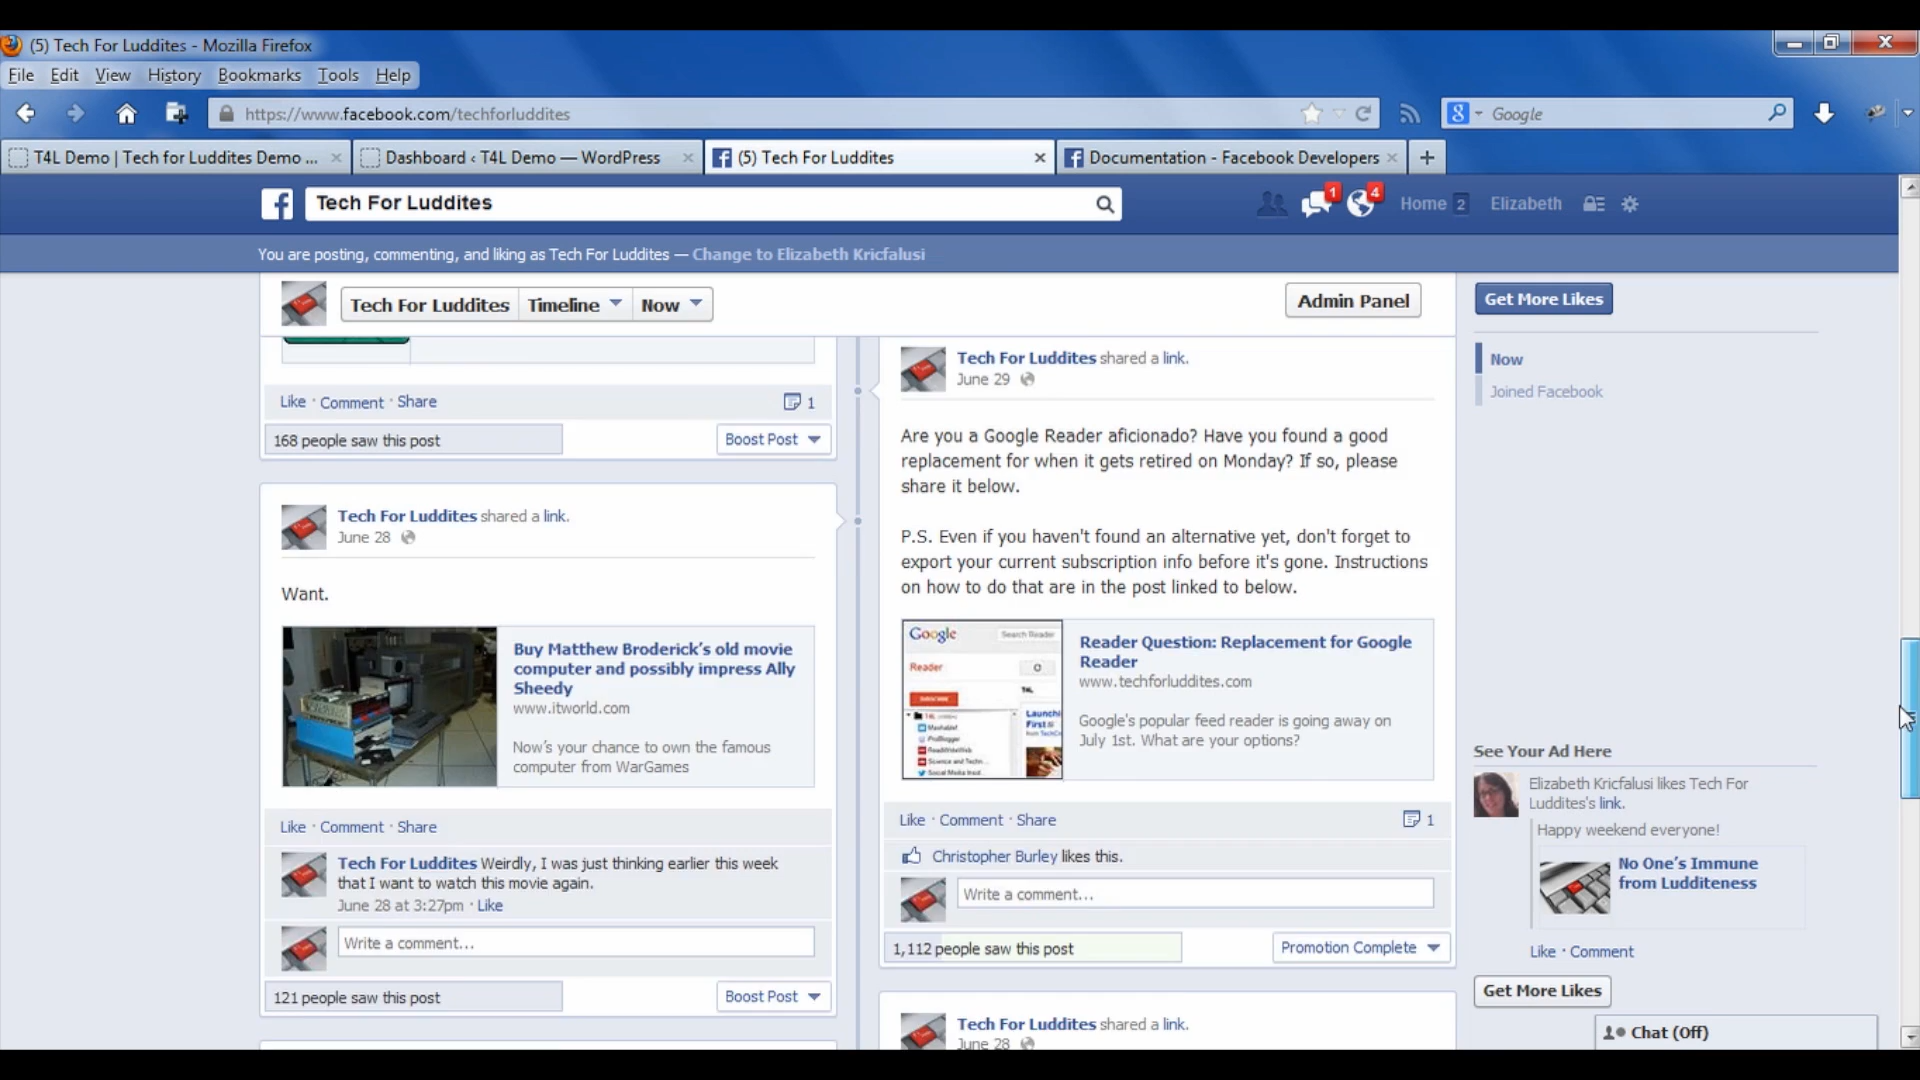 (5) Tech For Luddites - Mozilla Firefox
File Edit View History Bookmarks Tools Help
https://www.facebook.com/techforluddites
Google
T4L Demo | Tech for Luddites Demo ...
Dashboard ‹ T4L Demo — WordPress
(5) Tech For Luddites
Documentation - Facebook Developers
Tech For Luddites
1
4
Home 2
Elizabeth
You are posting, commenting, and liking as Tech For Luddites — Change to Elizabeth Kricfalusi
Tech For Luddites
Timeline
Now
Admin Panel
Like · Comment · Share
1
168 people saw this post
Boost Post
Tech For Luddites shared a link.
June 28
Want.
Buy Matthew Broderick's old movie
computer and possibly impress Ally
Sheedy
www.itworld.com
Now's your chance to own the famous
computer from WarGames
Like · Comment · Share
Tech For Luddites Weirdly, I was just thinking earlier this week
that I want to watch this movie again.
June 28 at 3:27pm · Like
Write a comment...
121 people saw this post
Boost Post
Tech For Luddites shared a link.
June 29
Are you a Google Reader aficionado? Have you found a good
replacement for when it gets retired on Monday? If so, please
share it below.
P.S. Even if you haven't found an alternative yet, don't forget to
export your current subscription info before it's gone. Instructions
on how to do that are in the post linked to below.
Google
Search Reader
Reader
SUBSCRIBE
T4L
Reader Question: Replacement for Google
Reader
www.techforluddites.com
Google's popular feed reader is going away on
July 1st. What are your options?
Like · Comment · Share
1
Christopher Burley likes this.
Write a comment...
1,112 people saw this post
Promotion Complete
Tech For Luddites shared a link.
June 28
Get More Likes
Now
Joined Facebook
See Your Ad Here
Elizabeth Kricfalusi likes Tech For
Luddites's link.
Happy weekend everyone!
No One's Immune
from Ludditeness
Like · Comment
Get More Likes
Chat (Off)